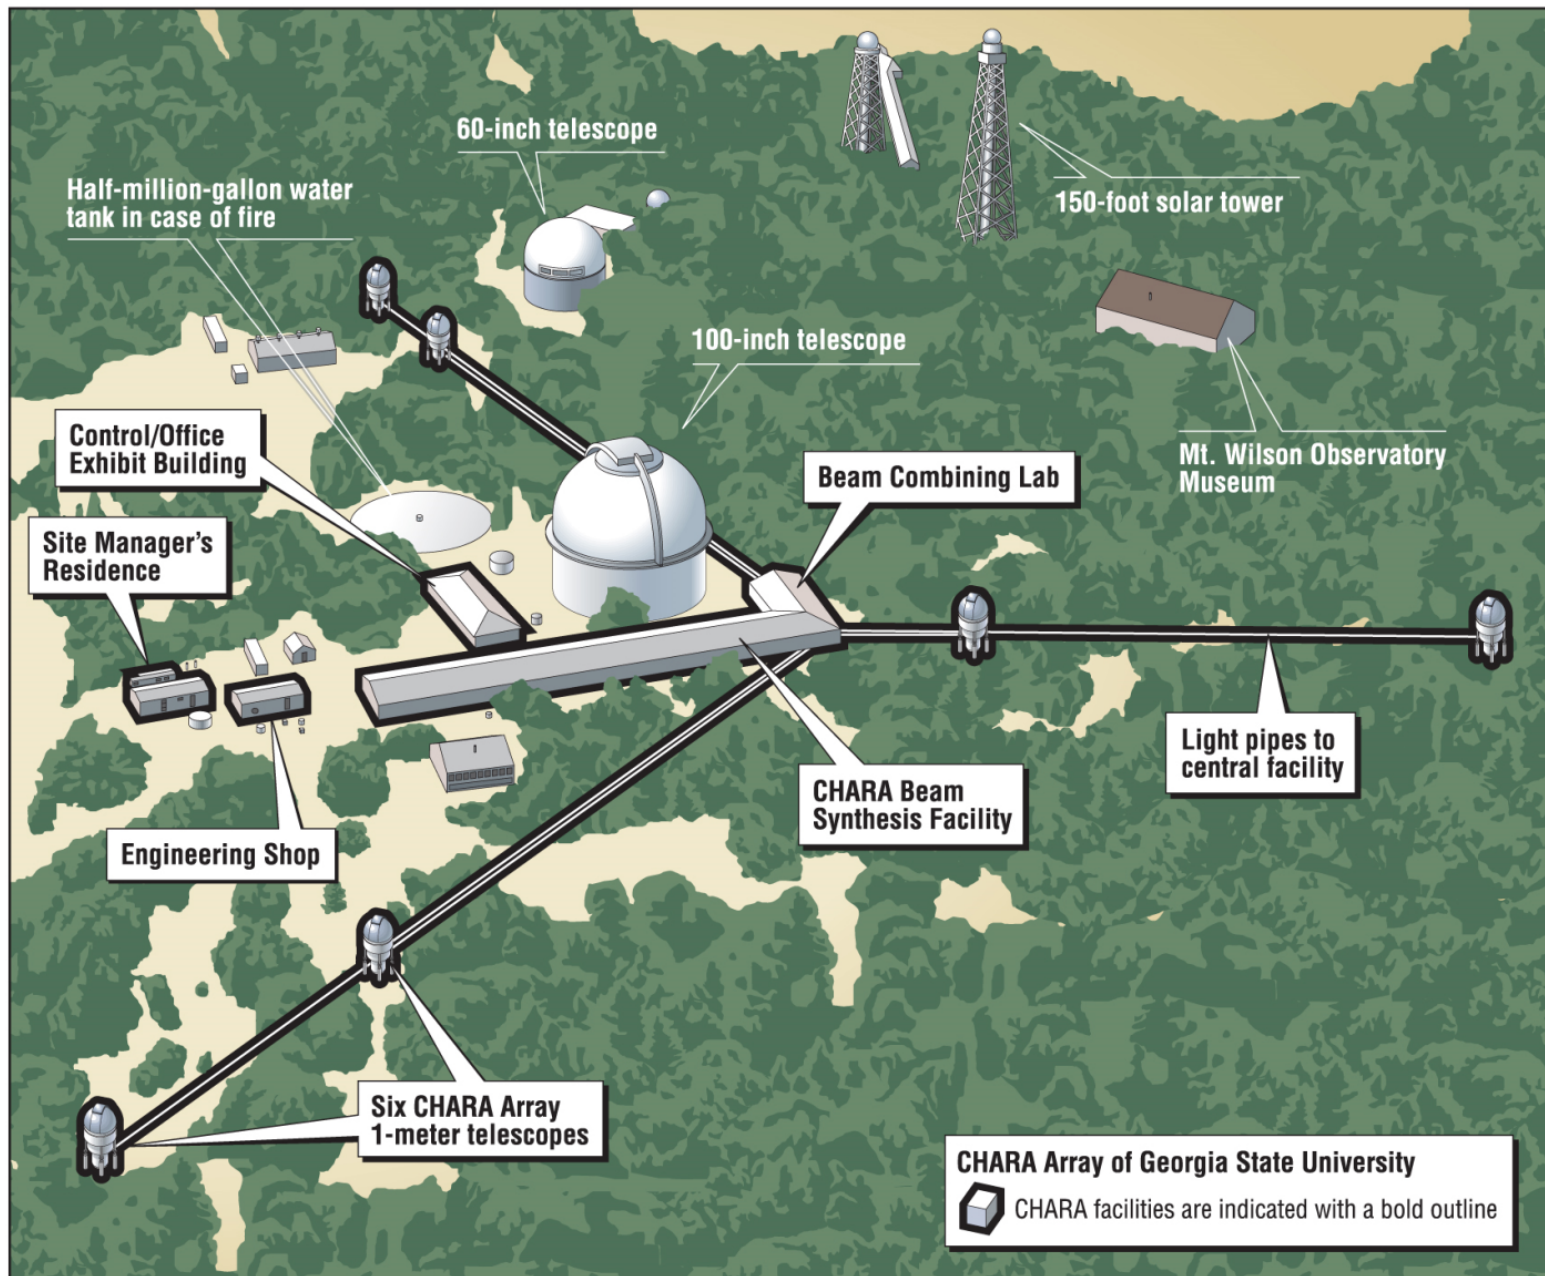 60-inch telescope
Half-million-gallon water
tank in case of fire
150-foot solar tower
100-inch telescope
Control/Office
Exhibit Building
Beam Combining Lab
Mt. Wilson Observatory
Museum
Site Manager’s
Residence
Light pipes to
central facility
CHARA Beam
Synthesis Facility
Engineering Shop
Six CHARA Array
1-meter telescopes
CHARA Array of Georgia State University
CHARA facilities are indicated with a bold outline